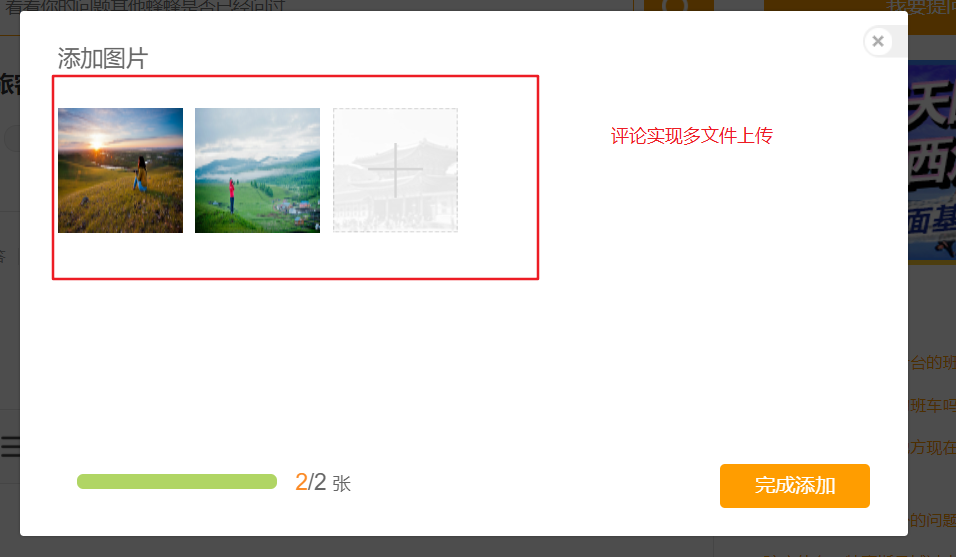 看看你的问题其他蜂蜂是否已经问过
我要提问
添加图片
评论实现多文件上传
台的班
班车吗
方现在
的问题
2/2 张
完成添加